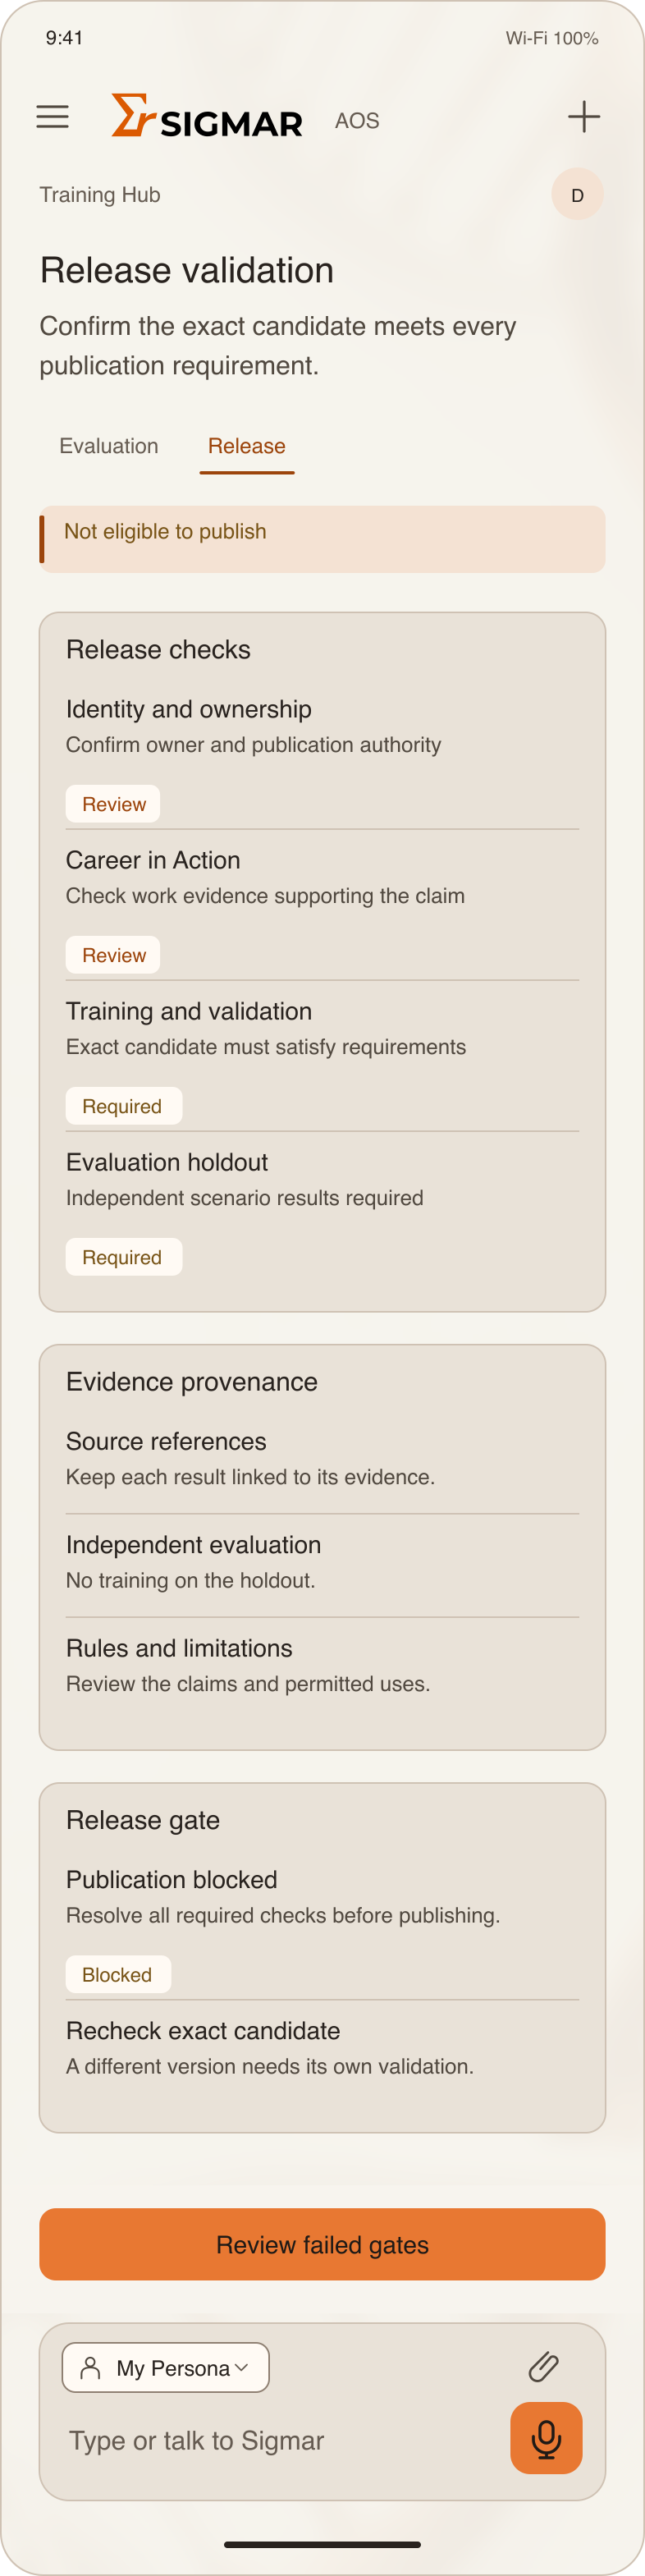 9:41
Wi-Fi 100%
Σr SIGMAR AOS
Training Hub
D
Release validation
Confirm the exact candidate meets every
publication requirement.
Evaluation
Release
Not eligible to publish
Release checks
Identity and ownership
Confirm owner and publication authority
Review
Career in Action
Check work evidence supporting the claim
Review
Training and validation
Exact candidate must satisfy requirements
Required
Evaluation holdout
Independent scenario results required
Required
Evidence provenance
Source references
Keep each result linked to its evidence.
Independent evaluation
No training on the holdout.
Rules and limitations
Review the claims and permitted uses.
Release gate
Publication blocked
Resolve all required checks before publishing.
Blocked
Recheck exact candidate
A different version needs its own validation.
Review failed gates
My Persona
Type or talk to Sigmar